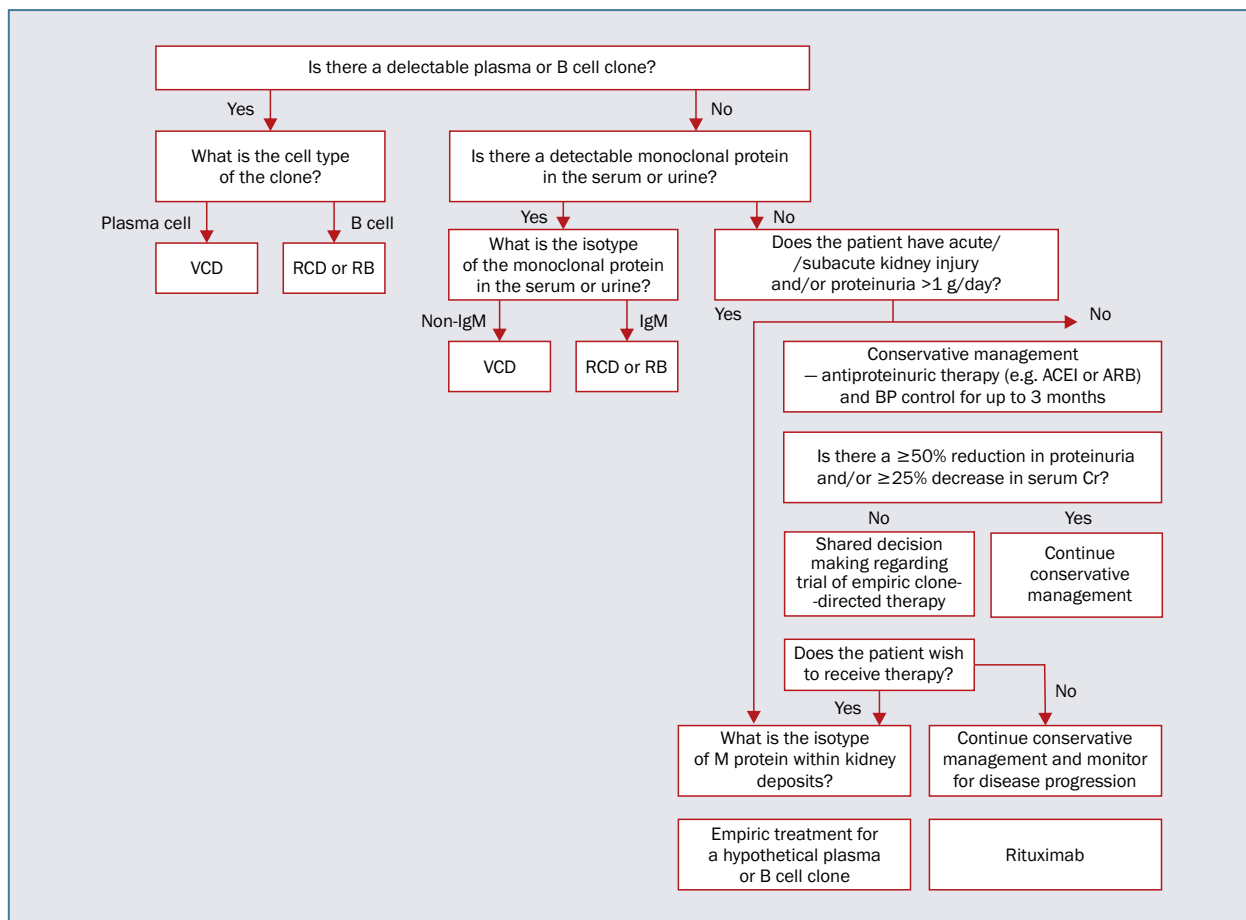 Is there a delectable plasma or B cell clone?
Yes
No
What is the cell type
of the clone?
Is there a detectable monoclonal protein
in the serum or urine?
Plasma cell
B cell
Yes
No
VCD
RCD or RB
What is the isotype
of the monoclonal protein
in the serum or urine?
Does the patient have acute/
/subacute kidney injury
and/or proteinuria >1 g/day?
Non-IgM
IgM
Yes
No
VCD
RCD or RB
Conservative management
— antiproteinuric therapy (e.g. ACEI or ARB)
and BP control for up to 3 months
Is there a ≥50% reduction in proteinuria
and/or ≥25% decrease in serum Cr?
No
Yes
Shared decision
making regarding
trial of empiric clone-
-directed therapy
Continue
conservative
management
Does the patient wish
to receive therapy?
Yes
No
What is the isotype
of M protein within kidney
deposits?
Continue conservative
management and monitor
for disease progression
Empiric treatment for
a hypothetical plasma
or B cell clone
Rituximab